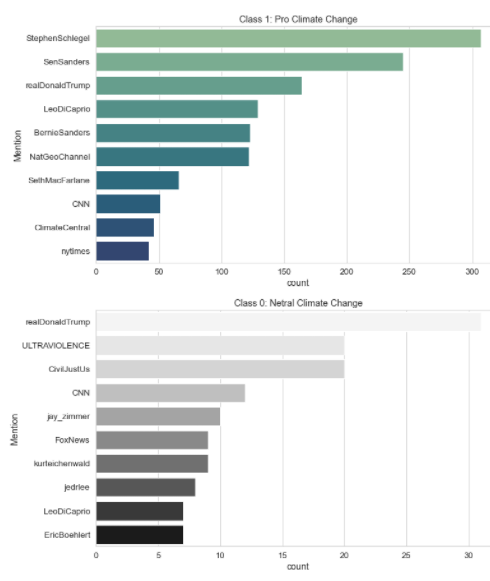 Class 1: Pro Climate Change
StephenSchlegel
SenSanders
realDonaldTrump
LeoDiCaprio
BernieSanders
NatGeoChannel
SethMacFarlane
CNN
ClimateCentral
nytimes
Mention
0 50 100 150 200 250 300
count
Class 0: Netral Climate Change
realDonaldTrump
ULTRAVIOLENCE
CivilJustUs
CNN
jay_zimmer
FoxNews
kurteichenwald
jedrlee
LeoDiCaprio
EricBoehlert
Mention
0 5 10 15 20 25 30
count